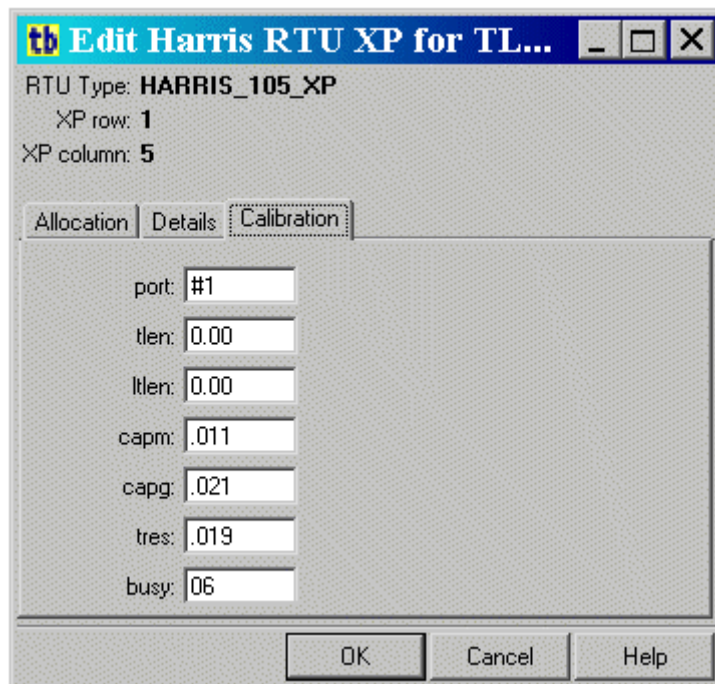 tb Edit Harris RTU XP for TL...
RTU Type: HARRIS_105_XP
XP row: 1
XP column: 5
Allocation Details Calibration
port: #1
tlen: 0.00
ltlen: 0.00
capm: .011
capg: .021
tres: .019
busy: 06
OK Cancel Help